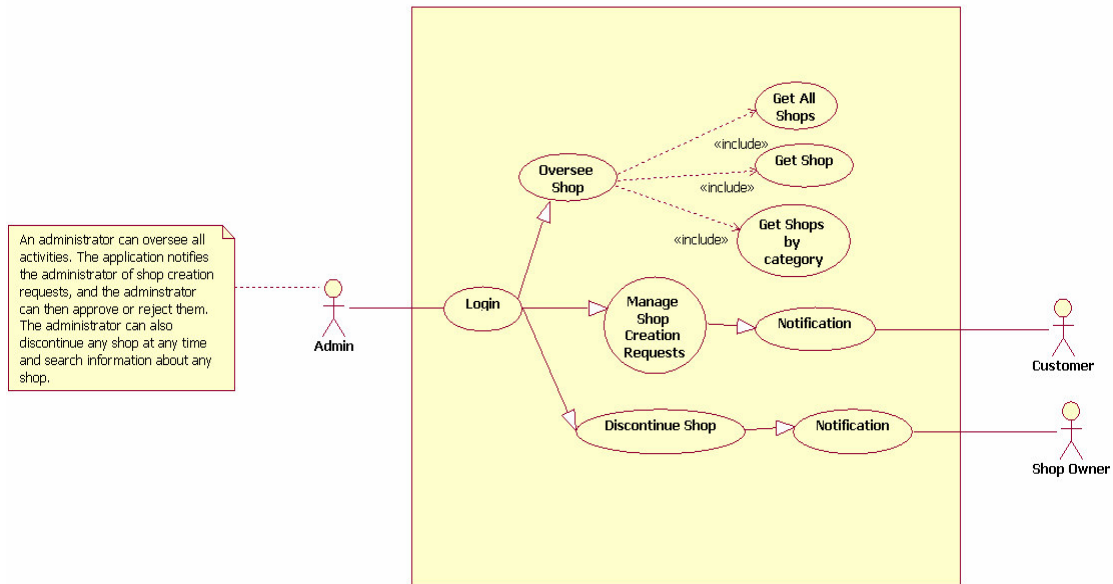 An administrator can oversee all
activities. The application notifies
the administrator of shop creation
requests, and the adminstrator
can then approve or reject them.
The administrator can also
discontinue any shop at any time
and search information about any
shop.
Admin
Login
Oversee
Shop
«include»
«include»
«include»
Get All
Shops
Get Shop
Get Shops
by
category
Manage
Shop
Creation
Requests
Notification
Customer
Discontinue Shop
Notification
Shop Owner